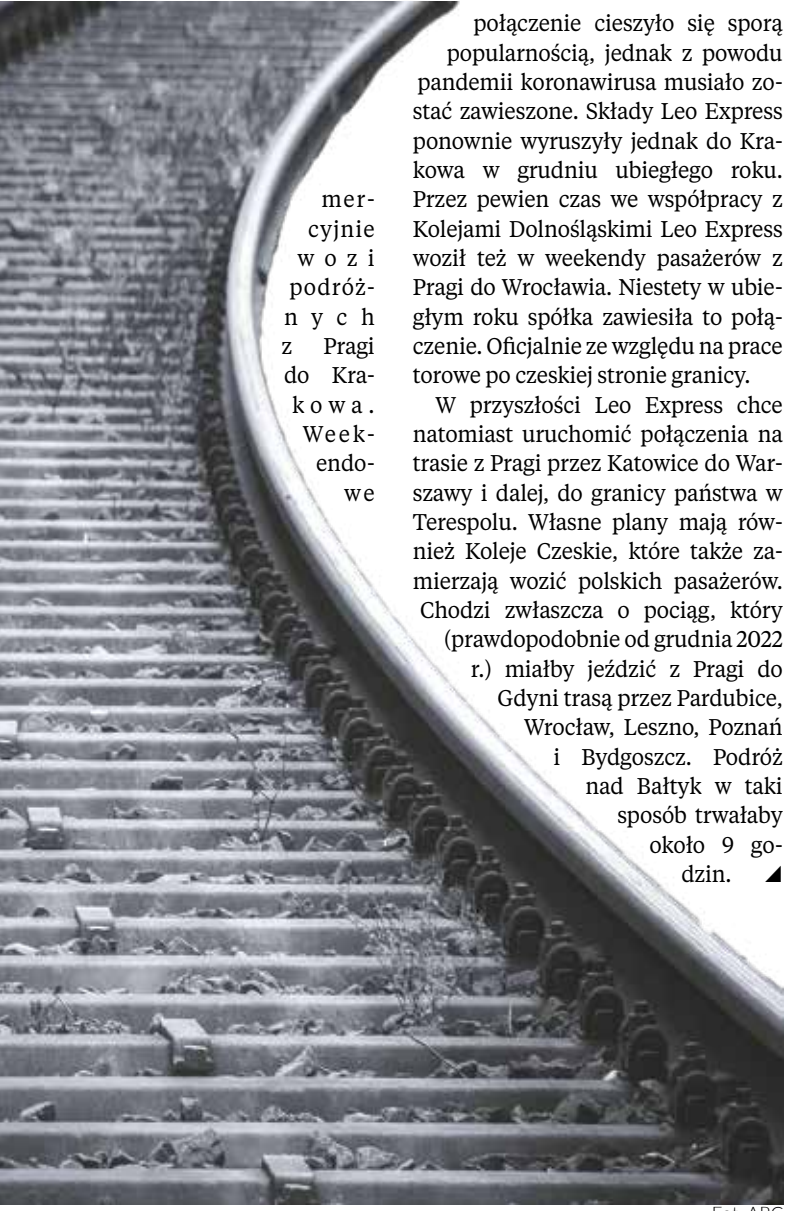 mer-
cyjnie
wozi
podróż-
nych
z Pragi
do Kra-
kowa.
Week-
endo-
we
połączenie cieszyło się sporą
popularnością, jednak z powodu
pandemii koronawirusa musiało zo-
stać zawieszone. Składy Leo Express
ponownie wyruszyły jednak do Kra-
kowa w grudniu ubiegłego roku.
Przez pewien czas we współpracy z
Kolejami Dolnośląskimi Leo Express
woził też w weekendy pasażerów z
Pragi do Wrocławia. Niestety w ubie-
głym roku spółka zawiesiła to połą-
czenie. Oficjalnie ze względu na prace
torowe po czeskiej stronie granicy.
W przyszłości Leo Express chce
natomiast uruchomić połączenia na
trasie z Pragi przez Katowice do War-
szawy i dalej, do granicy państwa w
Terespolu. Własne plany mają rów-
nież Koleje Czeskie, które także za-
mierzają wozić polskich pasażerów.
Chodzi zwłaszcza o pociąg, który
(prawdopodobnie od grudnia 2022
r.) miałby jeździć z Pragi do
Gdyni trasą przez Pardubice,
Wrocław, Leszno, Poznań
i Bydgoszcz. Podróż
nad Bałtyk w taki
sposób trwałaby
około 9 go-
dzin.